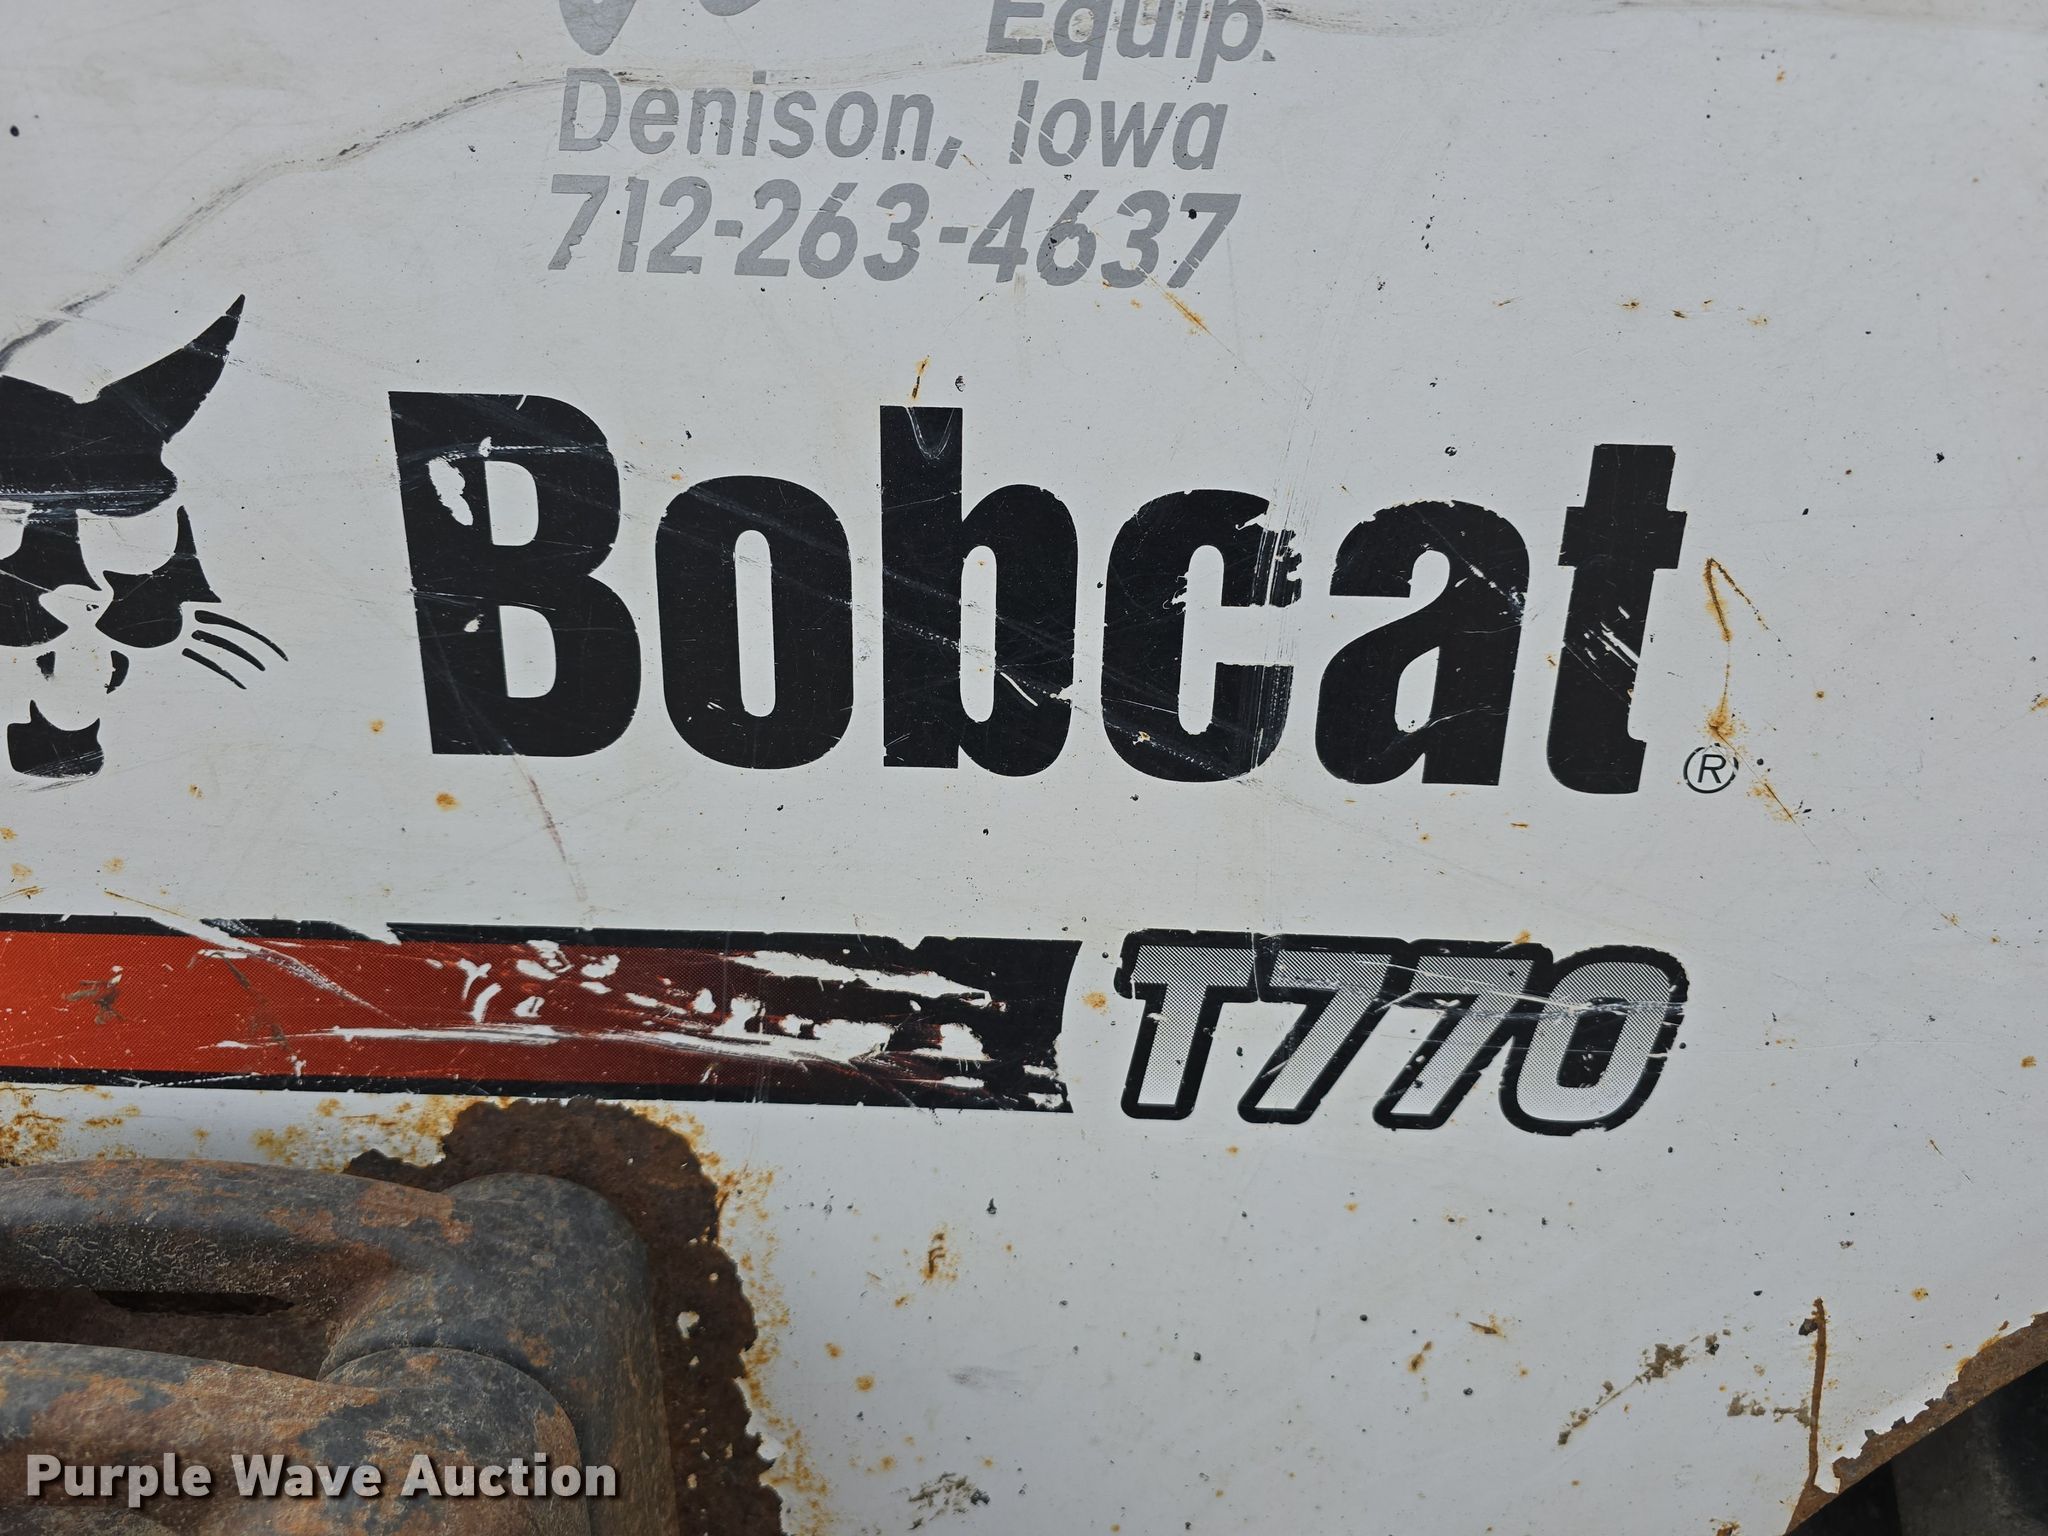 Equip.
Denison, Iowa
712-263-4637
Bobcat®
T770
Purple Wave Auction